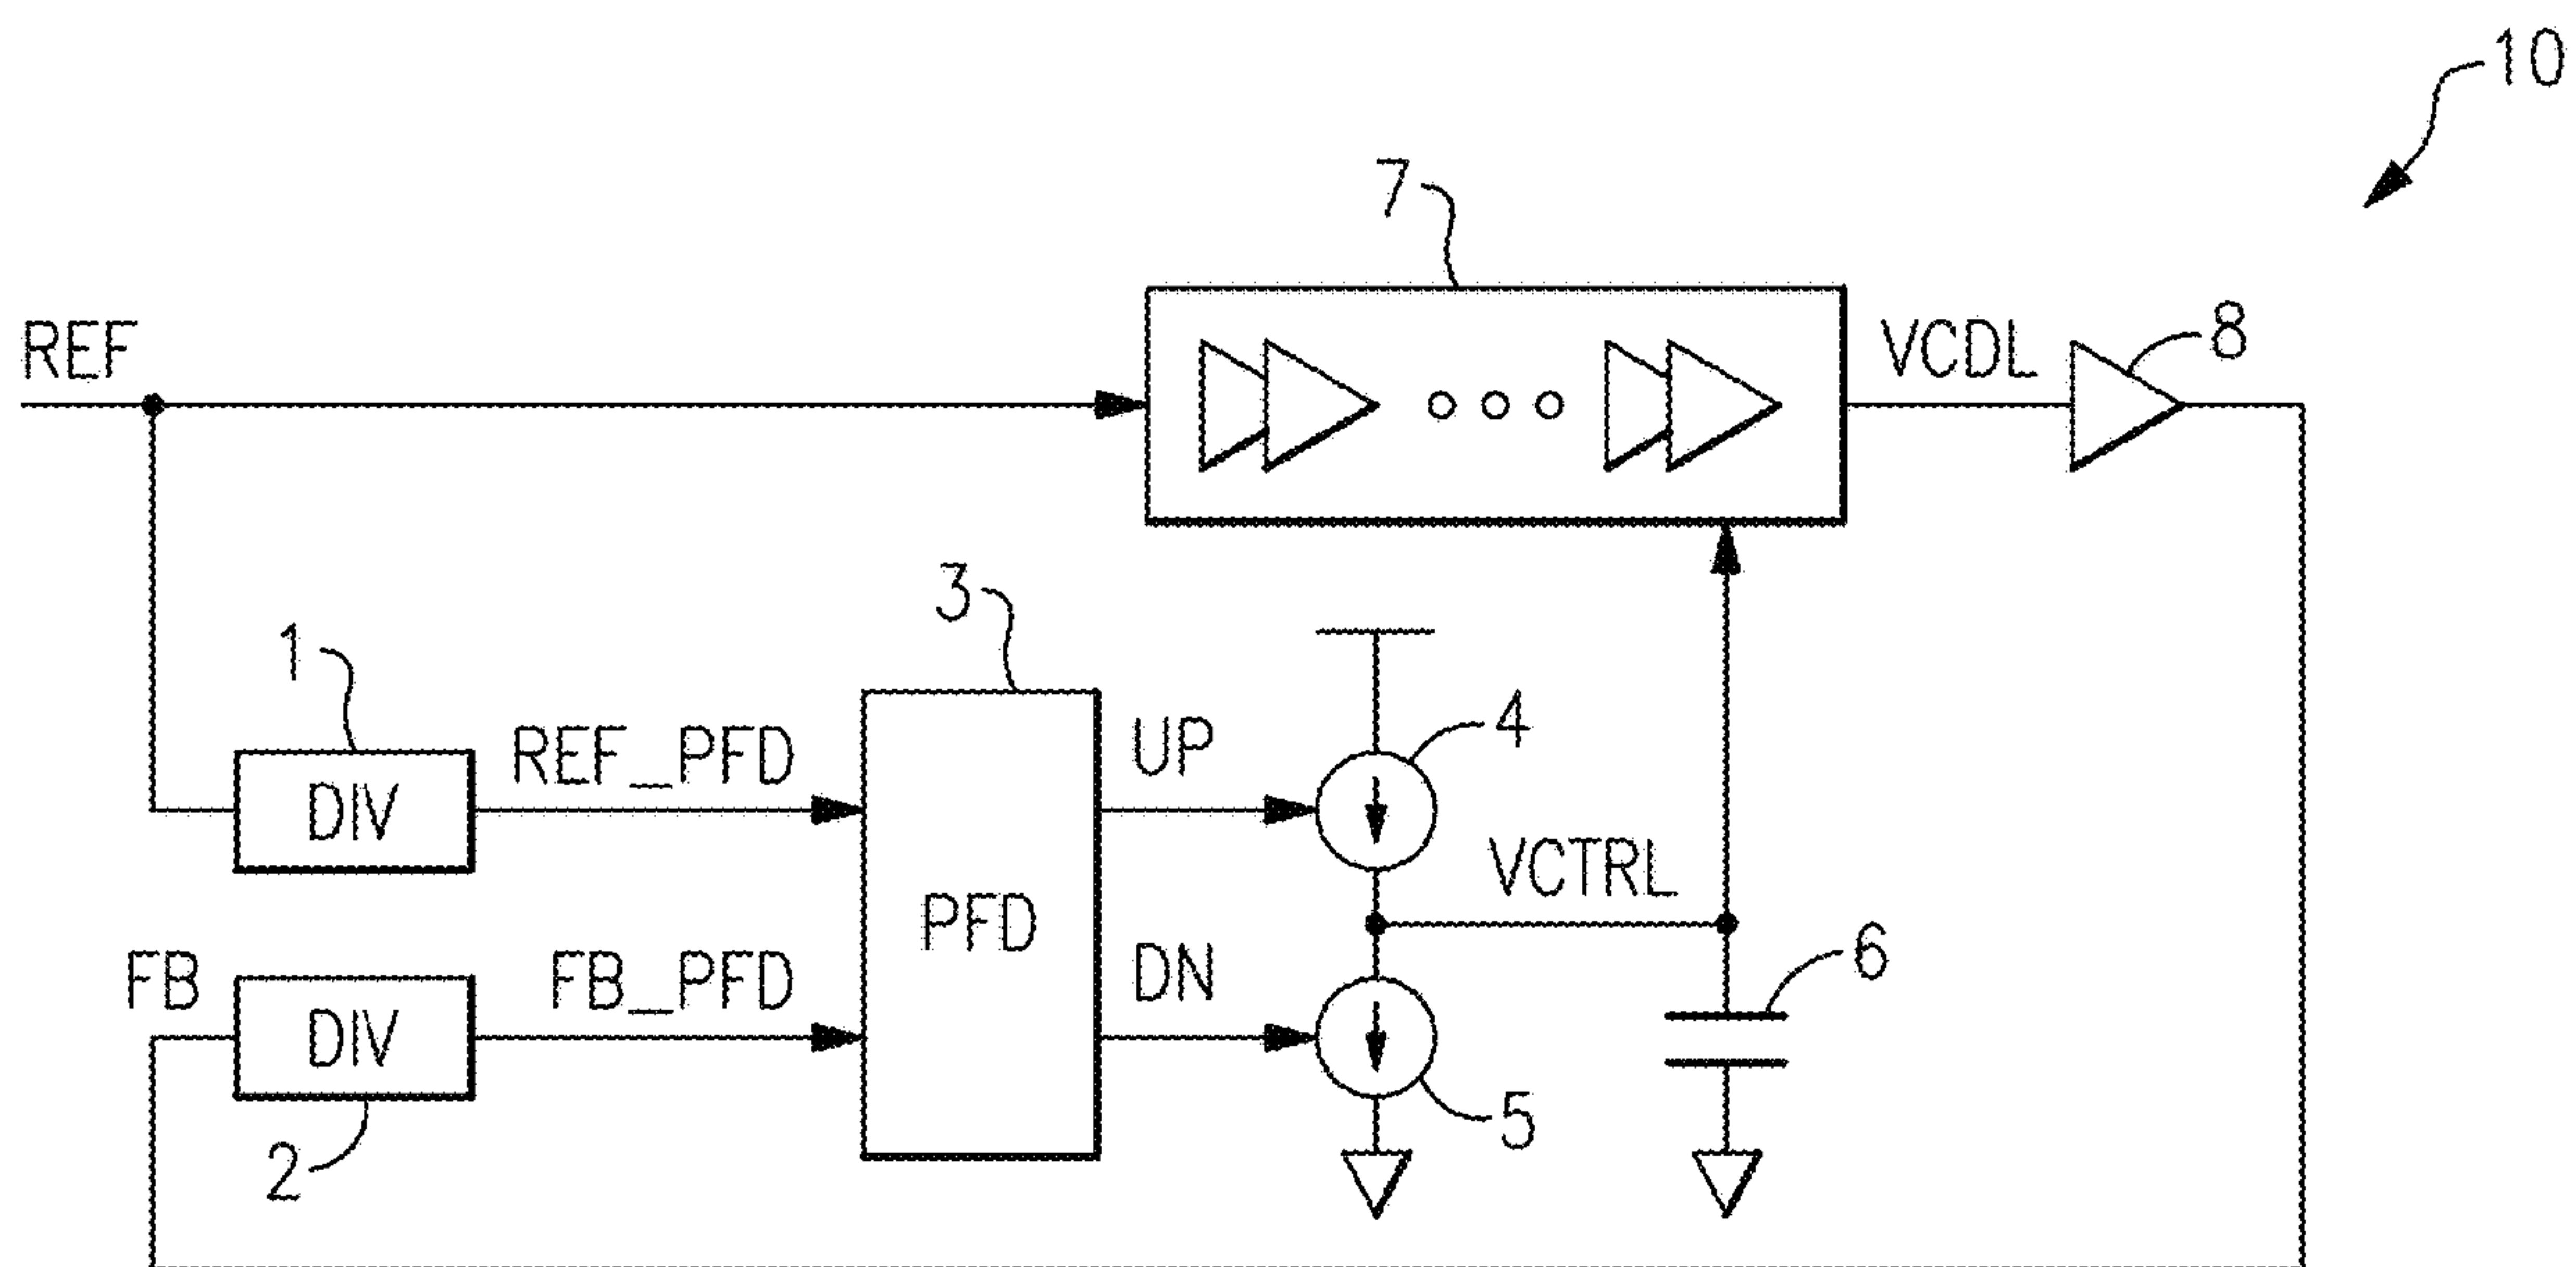 10
7
REF
VCDL
8
3
1
REF_PFD
UP
4
DIV
VCTRL
PFD
FB
FB_PFD
DN
6
DIV
5
2